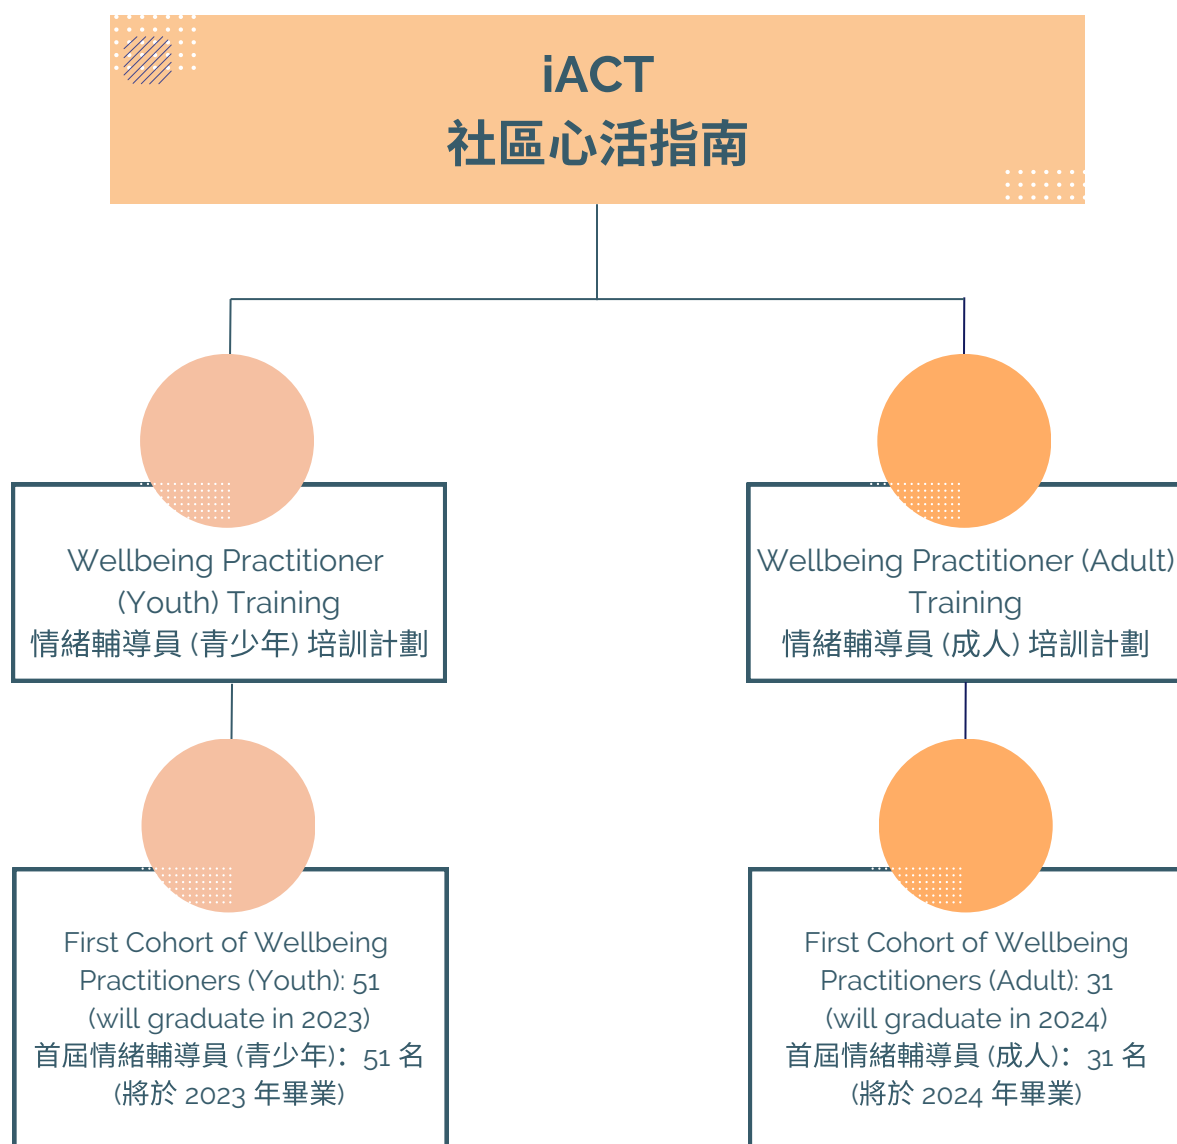 iACT
社區心活指南
Wellbeing Practitioner
(Youth) Training
情緒輔導員 (青少年) 培訓計劃
Wellbeing Practitioner (Adult)
Training
情緒輔導員 (成人) 培訓計劃
First Cohort of Wellbeing
Practitioners (Youth): 51
(will graduate in 2023)
首屆情緒輔導員 (青少年)：51 名
(將於 2023 年畢業)
First Cohort of Wellbeing
Practitioners (Adult): 31
(will graduate in 2024)
首屆情緒輔導員 (成人)：31 名
(將於 2024 年畢業)